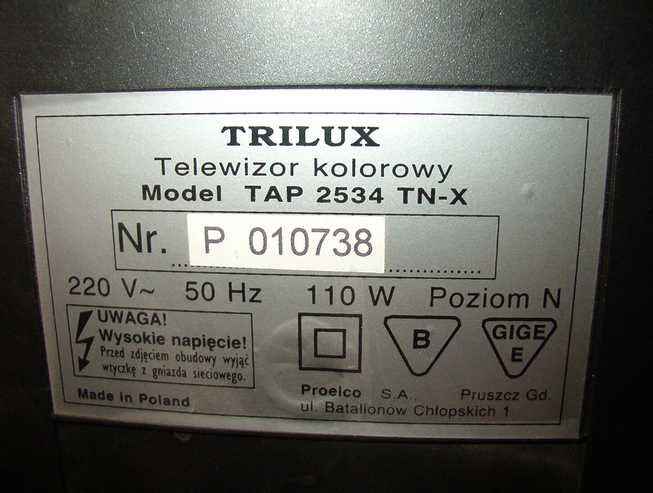 TRILUX
Telewizor kolorowy
Model TAP 2534 TN-X
Nr. P 010738
220 V~ 50 Hz 110 W Poziom N
UWAGA!
Wysokie napięcie!
Przed zdjęciem obudowy wyjąć
wtyczkę z gniazda sieciowego.
B
GIGE
E
Made in Poland
Proelco S.A. Pruszcz Gd.
ul. Batalionów Chłopskich 1